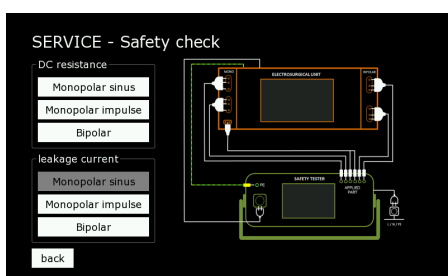 SERVICE - Safety check
DC resistance
Monopolar sinus
Monopolar impulse
Bipolar
leakage current
Monopolar sinus
Monopolar impulse
Bipolar
back
MONO
ELECTROSURGICAL UNIT
BIPOLAR
SAFETY TESTER
PE
APPLIED
PART
L / N / PE